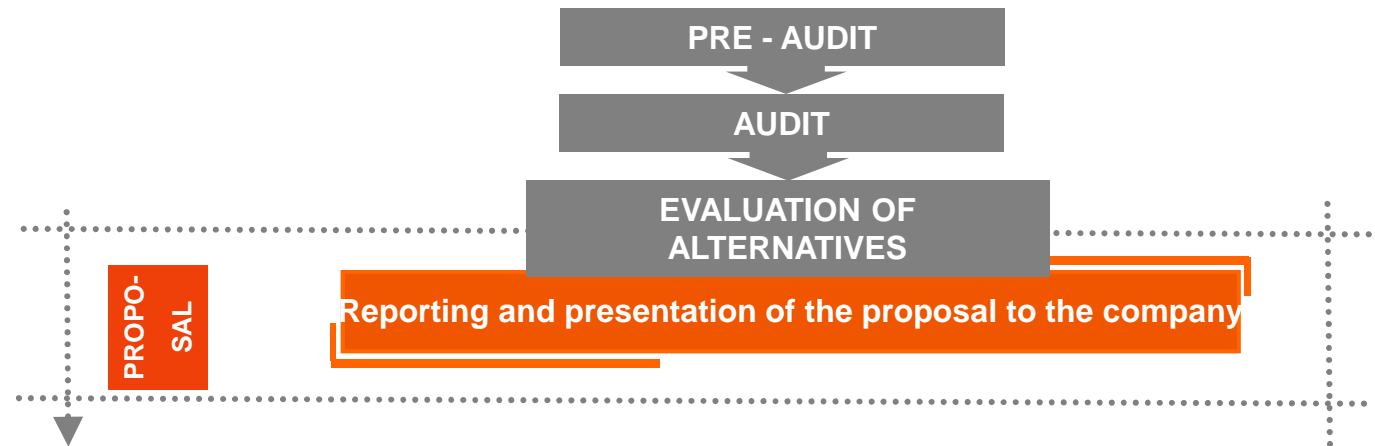 PRE - AUDIT
AUDIT
EVALUATION OF
ALTERNATIVES
PROPO-
SAL
Reporting and presentation of the proposal to the company